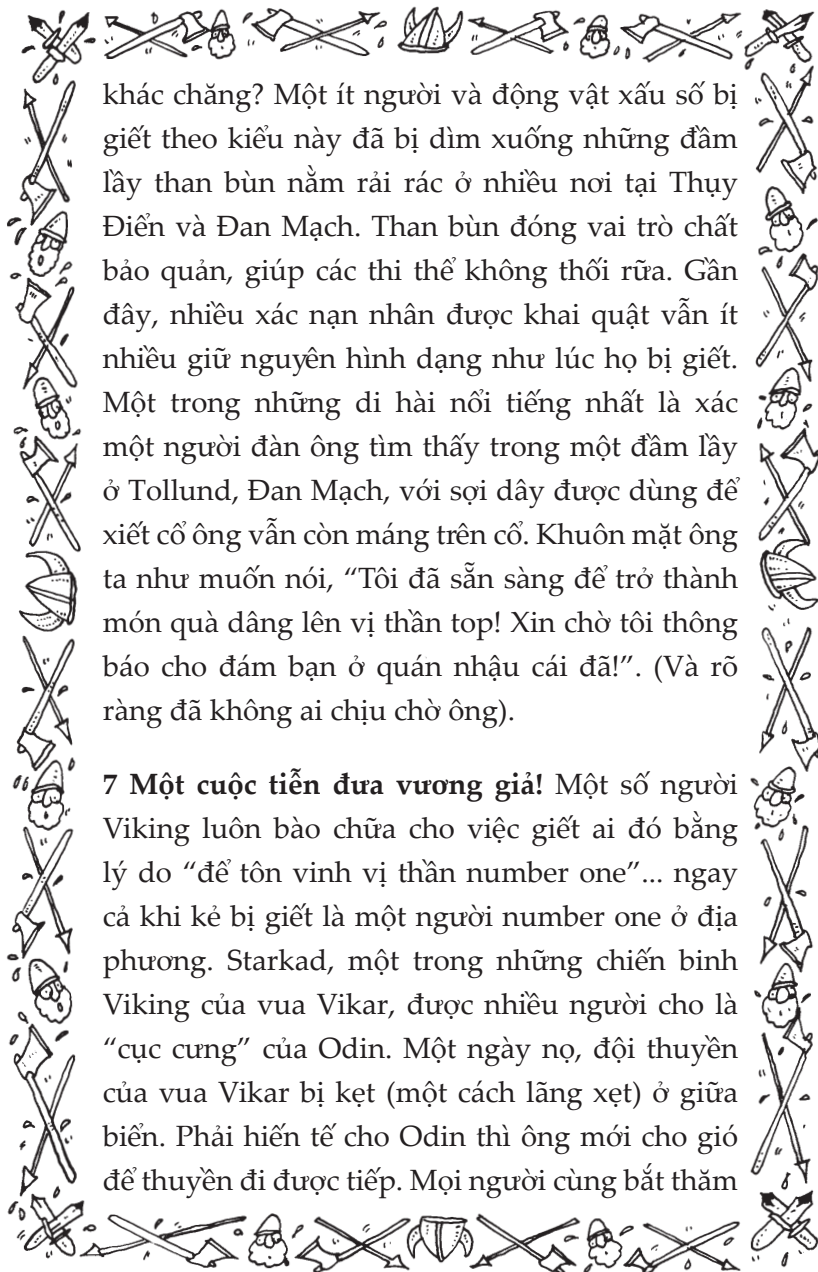 khác chăng? Một ít người và động vật xấu số bị
giết theo kiểu này đã bị dìm xuống những đầm
lầy than bùn nằm rải rác ở nhiều nơi tại Thụy
Điển và Đan Mạch. Than bùn đóng vai trò chất
bảo quản, giúp các thi thể không thối rữa. Gần
đây, nhiều xác nạn nhân được khai quật vẫn ít
nhiều giữ nguyên hình dạng như lúc họ bị giết.
Một trong những di hài nổi tiếng nhất là xác
một người đàn ông tìm thấy trong một đầm lầy
ở Tollund, Đan Mạch, với sợi dây được dùng để
xiết cổ ông vẫn còn máng trên cổ. Khuôn mặt ông
ta như muốn nói, “Tôi đã sẵn sàng để trở thành
món quà dâng lên vị thần top! Xin chờ tôi thông
báo cho đám bạn ở quán nhậu cái đã!”. (Và rõ
ràng đã không ai chịu chờ ông).
7 Một cuộc tiễn đưa vương giả! Một số người
Viking luôn bào chữa cho việc giết ai đó bằng
lý do “để tôn vinh vị thần number one”... ngay
cả khi kẻ bị giết là một người number one ở địa
phương. Starkad, một trong những chiến binh
Viking của vua Vikar, được nhiều người cho là
“cục cưng” của Odin. Một ngày nọ, đội thuyền
của vua Vikar bị kẹt (một cách lãng xẹt) ở giữa
biển. Phải hiến tế cho Odin thì ông mới cho gió
để thuyền đi được tiếp. Mọi người cùng bắt thăm